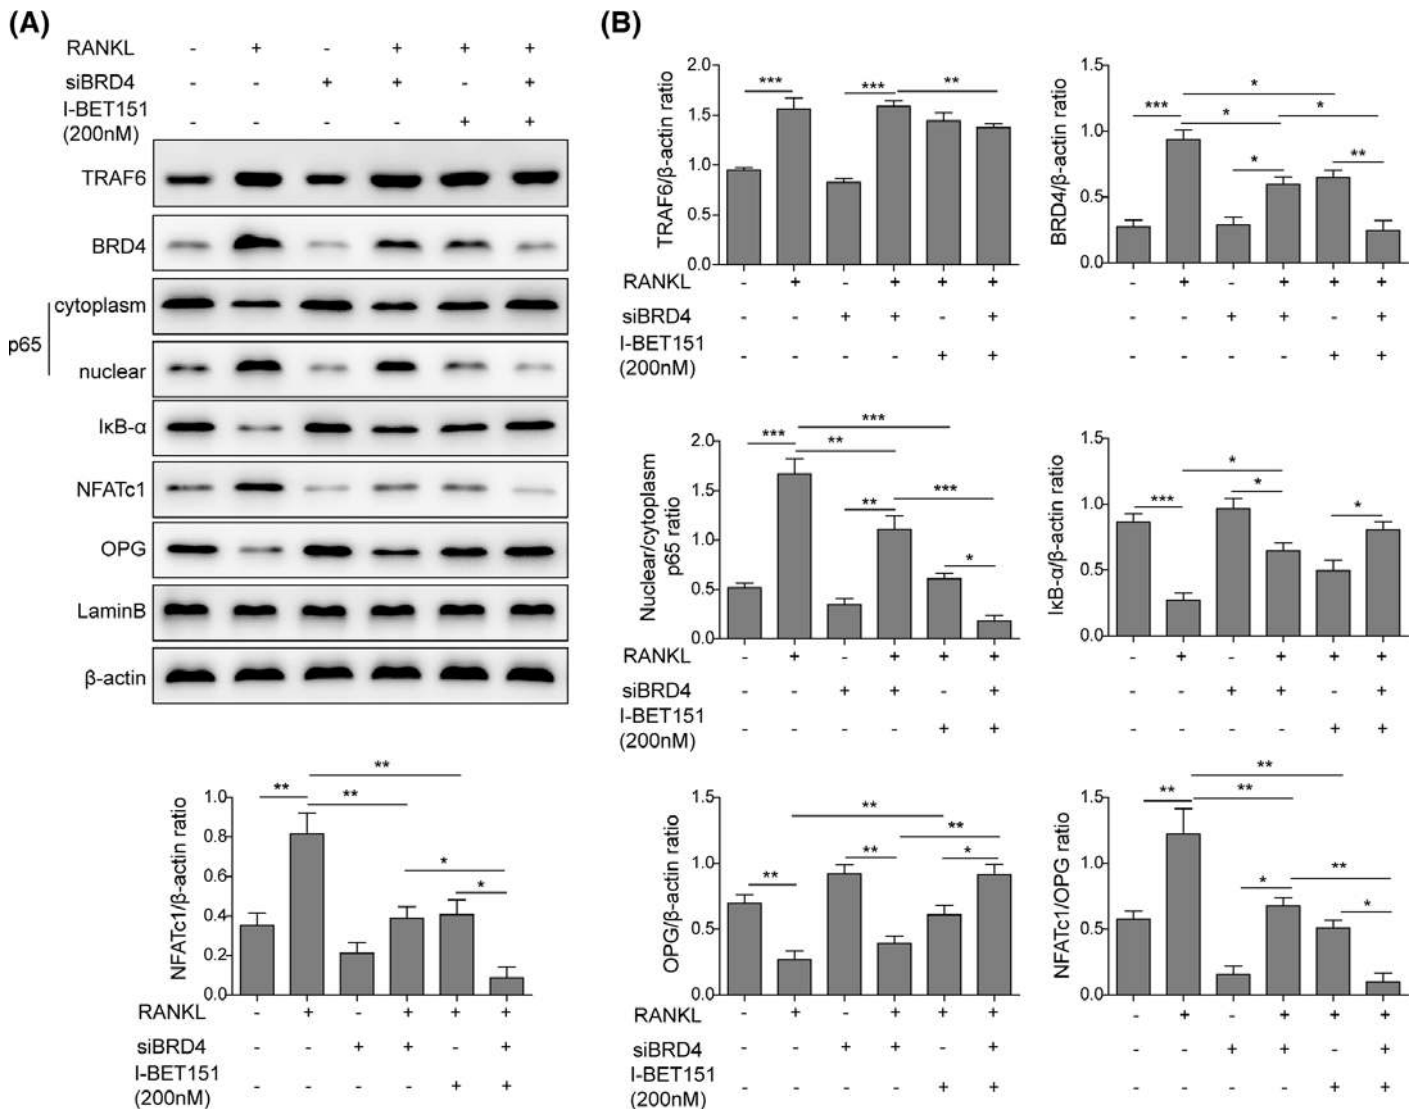 (A)
RANKL - + - + + +
siBRD4 - - + + - +
I-BET151
(200nM) - - - - + +
TRAF6
BRD4
cytoplasm
p65
nuclear
IκB-α
NFATc1
OPG
LaminB
β-actin
NFATc1/β-actin ratio
1.0
0.8
0.6
0.4
0.2
0.0
** ** ** * *
RANKL - + - + + +
siBRD4 - - + + - +
I-BET151
(200nM) - - - - + +
(B)
TRAF6/β-actin ratio
2.0
1.5
1.0
0.5
0.0
*** *** **
RANKL - + - + + +
siBRD4 - - + + - +
I-BET151
(200nM) - - - - + +
BRD4/β-actin ratio
1.5
1.0
0.5
0.0
*** * * * * **
- + - + + +
- - + + - +
- - - - + +
Nuclear/cytoplasm
p65 ratio
2.0
1.5
1.0
0.5
0.0
*** ** *** ** *** *
RANKL - + - + + +
siBRD4 - - + + - +
I-BET151
(200nM) - - - - + +
IκB-α/β-actin ratio
1.5
1.0
0.5
0.0
*** * * *
- + - + + +
- - + + - +
- - - - + +
OPG/β-actin ratio
1.5
1.0
0.5
0.0
** ** ** ** *
RANKL - + - + + +
siBRD4 - - + + - +
I-BET151
(200nM) - - - - + +
NFATc1/OPG ratio
1.5
1.0
0.5
0.0
** ** ** * ** *
- + - + + +
- - + + - +
- - - - + +